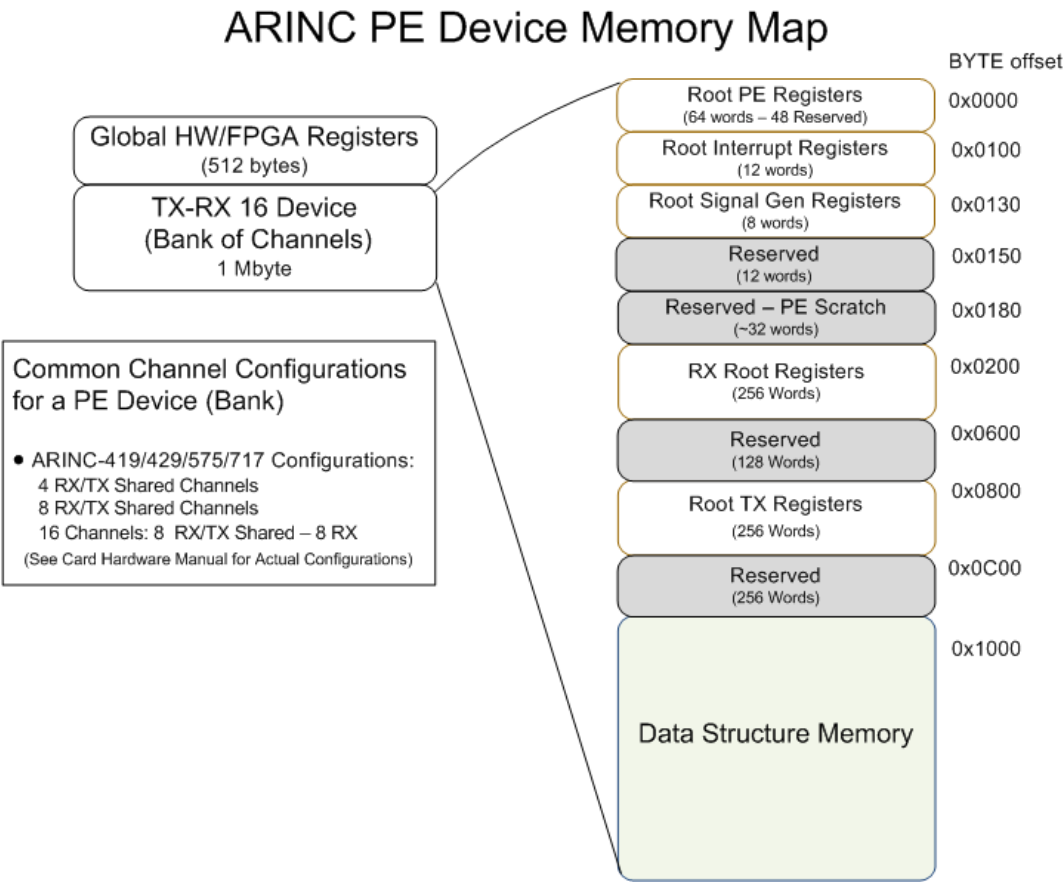 ARINC PE Device Memory Map
BYTE offset
Global HW/FPGA Registers
(512 bytes)
TX-RX 16 Device
(Bank of Channels)
1 Mbyte
Common Channel Configurations
for a PE Device (Bank)
• ARINC-419/429/575/717 Configurations:
4 RX/TX Shared Channels
8 RX/TX Shared Channels
16 Channels: 8 RX/TX Shared – 8 RX
(See Card Hardware Manual for Actual Configurations)
Root PE Registers
(64 words – 48 Reserved)
0x0000
Root Interrupt Registers
(12 words)
0x0100
Root Signal Gen Registers
(8 words)
0x0130
Reserved
(12 words)
0x0150
Reserved – PE Scratch
(~32 words)
0x0180
RX Root Registers
(256 Words)
0x0200
Reserved
(128 Words)
0x0600
Root TX Registers
(256 Words)
0x0800
Reserved
(256 Words)
0x0C00
Data Structure Memory
0x1000